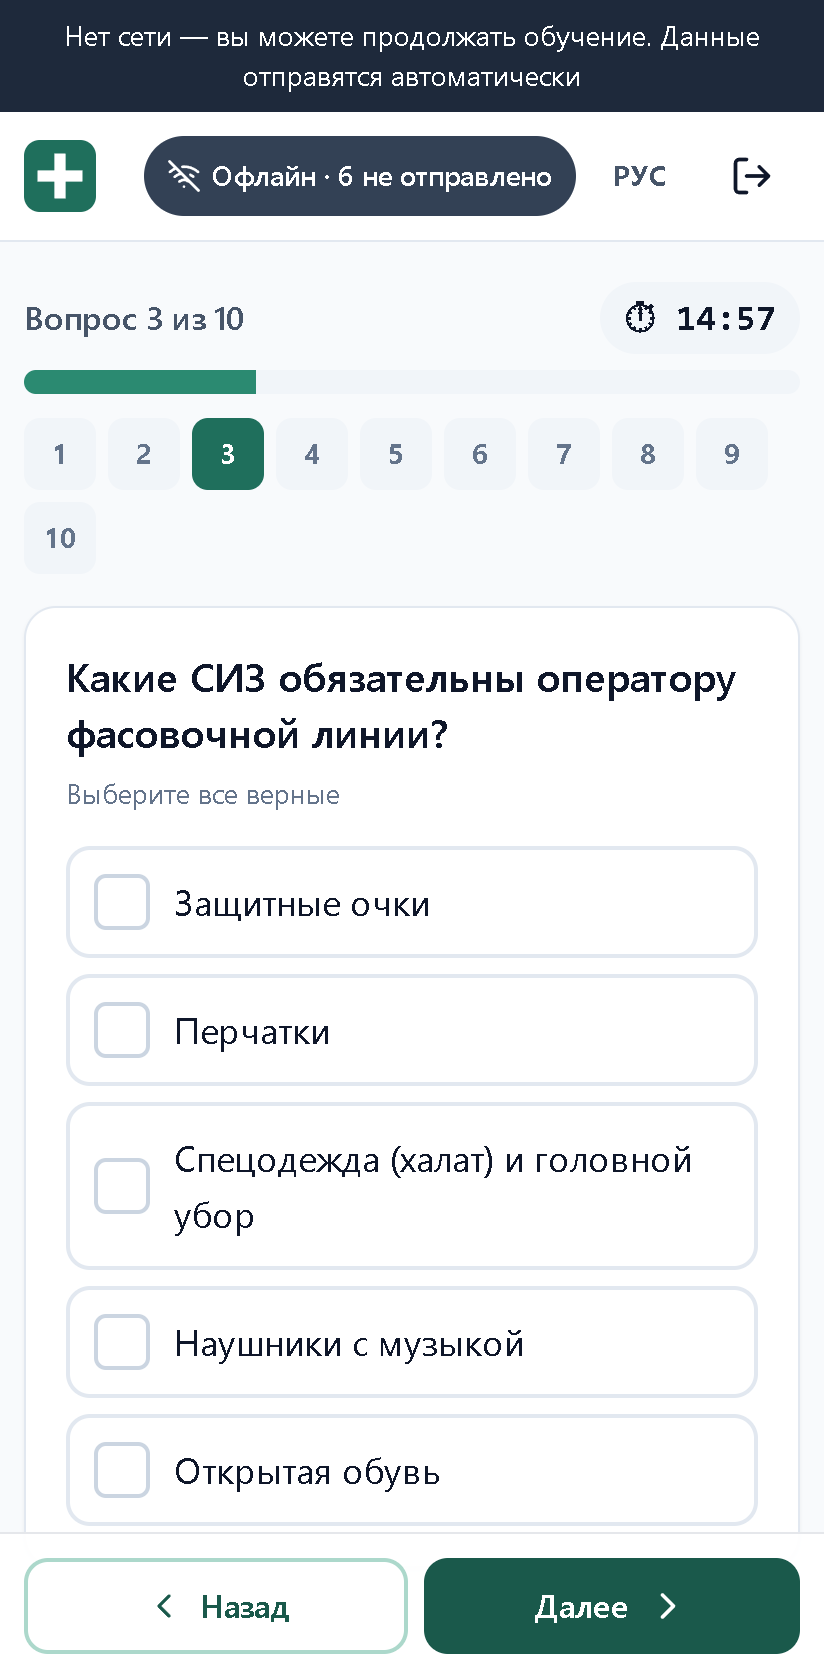 Нет сети — вы можете продолжать обучение. Данные
отправятся автоматически
Офлайн · 6 не отправлено
РУС
Вопрос 3 из 10
14:57
1 2 3 4 5 6 7 8 9
10
Какие СИЗ обязательны оператору
фасовочной линии?
Выберите все верные
Защитные очки
Перчатки
Спецодежда (халат) и головной
убор
Наушники с музыкой
Открытая обувь
Назад
Далее